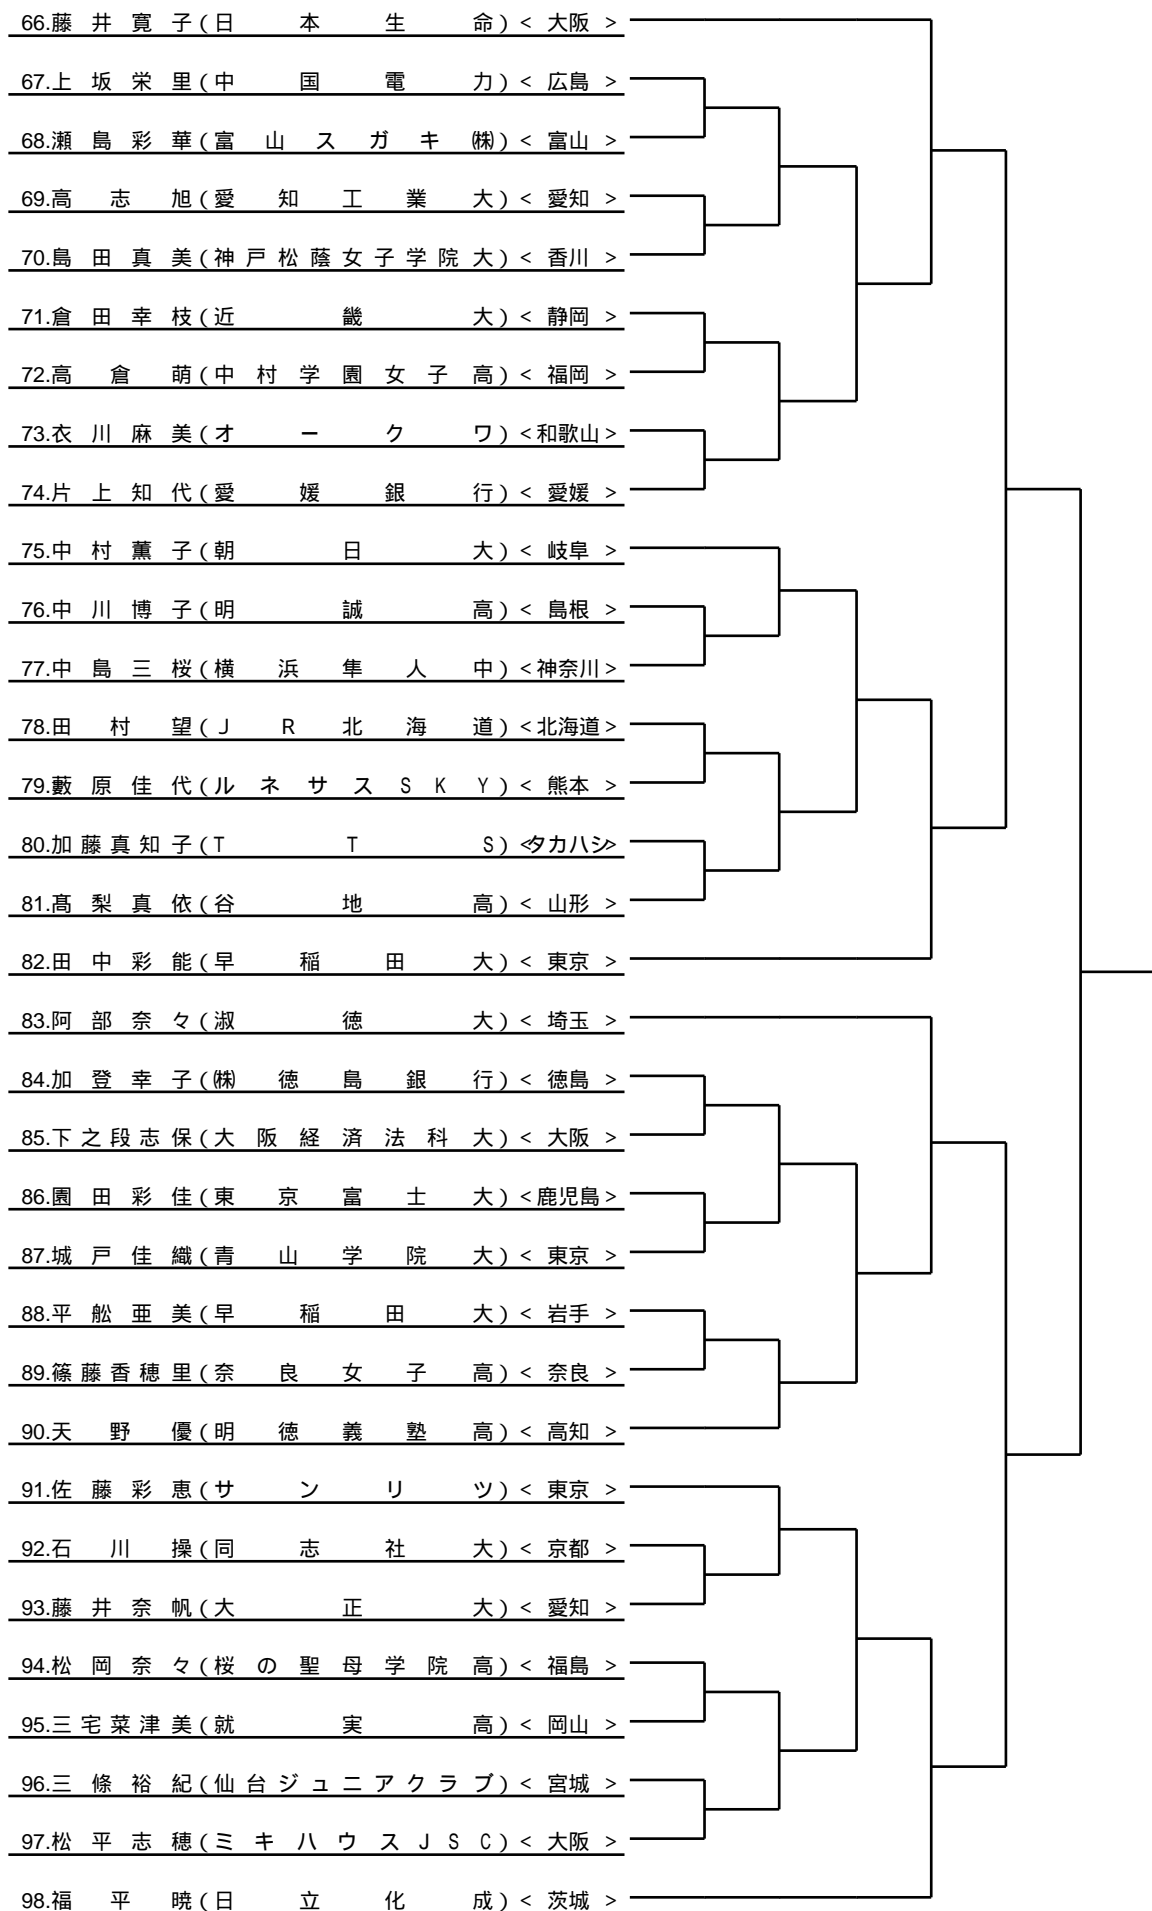 66.藤井寛子(日本生命)< 大阪 >
67.上坂栄里(中国電力)< 広島 >
68.瀬島彩華(富山スガキ㈱)< 富山 >
69.高志旭(愛知工業大)< 愛知 >
70.島田真美(神戸松蔭女子学院大)< 香川 >
71.倉田幸枝(近畿大)< 静岡 >
72.高倉萌(中村学園女子高)< 福岡 >
73.衣川麻美(オークワ)<和歌山>
74.片上知代(愛媛銀行)< 愛媛 >
75.中村薫子(朝日大)< 岐阜 >
76.中川博子(明誠高)< 島根 >
77.中島三桜(横浜隼人中)<神奈川>
78.田村望(JR北海道)<北海道>
79.藪原佳代(ルネサスSKY)< 熊本 >
80.加藤真知子(TTS)<タカハシ>
81.髙梨真依(谷地高)< 山形 >
82.田中彩能(早稲田大)< 東京 >
83.阿部奈々(淑徳大)< 埼玉 >
84.加登幸子(㈱徳島銀行)< 徳島 >
85.下之段志保(大阪経済法科大)< 大阪 >
86.園田彩佳(東京富士大)<鹿児島>
87.城戸佳織(青山学院大)< 東京 >
88.平舩亜美(早稲田大)< 岩手 >
89.篠藤香穂里(奈良女子高)< 奈良 >
90.天野優(明徳義塾高)< 高知 >
91.佐藤彩恵(サンリツ)< 東京 >
92.石川操(同志社大)< 京都 >
93.藤井奈帆(大正大)< 愛知 >
94.松岡奈々(桜の聖母学院高)< 福島 >
95.三宅菜津美(就実高)< 岡山 >
96.三條裕紀(仙台ジュニアクラブ)< 宮城 >
97.松平志穂(ミキハウスJSC)< 大阪 >
98.福平暁(日立化成)< 茨城 >